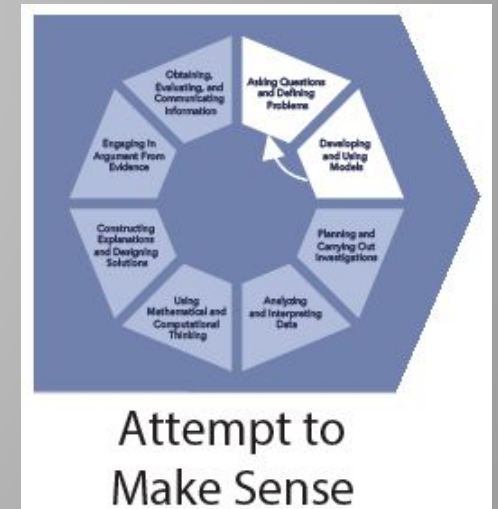 Asking Questions
and Defining
Problems
Developing
and Using
Models
Planning and
Carrying Out
Investigations
Analyzing
and Interpreting
Data
Using
Mathematical and
Computational
Thinking
Constructing
Explanations
and Designing
Solutions
Engaging in
Argument From
Evidence
Obtaining,
Evaluating, and
Communicating
Information
Attempt to
Make Sense